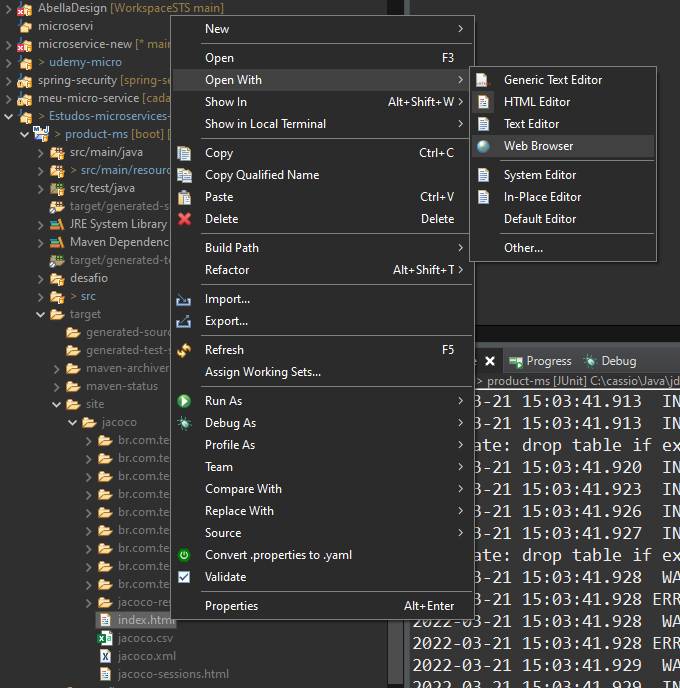 AbellaDesign [WorkspaceSTS main]
microservi
microservice-new [* main
> udemy-micro
spring-security [spring-se
meu-micro-service [cada
> Estudos-microservices-
> product-ms [boot] [
src/main/java
> src/main/resour
src/test/java
target/generated-s
JRE System Library
Maven Dependenc
target/generated-te
desafio
> src
target
generated-sourc
generated-test-s
maven-archiver
maven-status
site
jacoco
br.com.te
br.com.te
br.com.te
br.com.te
br.com.te
br.com.te
br.com.te
br.com.te
br.com.te
jacoco-res
index.html
jacoco.csv
jacoco.xml
jacoco-sessions.html
New
Open F3
Open With
Show In Alt+Shift+W
Show in Local Terminal
Copy Ctrl+C
Copy Qualified Name
Paste Ctrl+V
Delete Delete
Build Path
Refactor Alt+Shift+T
Import...
Export...
Refresh F5
Assign Working Sets...
Run As
Debug As
Profile As
Team
Compare With
Replace With
Source
Convert .properties to .yaml
Validate
Properties Alt+Enter
Generic Text Editor
HTML Editor
Text Editor
Web Browser
System Editor
In-Place Editor
Default Editor
Other...
Progress Debug
> product-ms [JUnit] C:\cassio\Java\jd
3-21 15:03:41.913 IN
3-21 15:03:41.913 IN
ate: drop table if ex
3-21 15:03:41.920 IN
3-21 15:03:41.923 IN
3-21 15:03:41.926 IN
3-21 15:03:41.927 IN
ate: drop table if ex
3-21 15:03:41.928 WA
3-21 15:03:41.928 ERR
2022-03-21 15:03:41.928 WA
2022-03-21 15:03:41.928 ERR
2022-03-21 15:03:41.929 WA